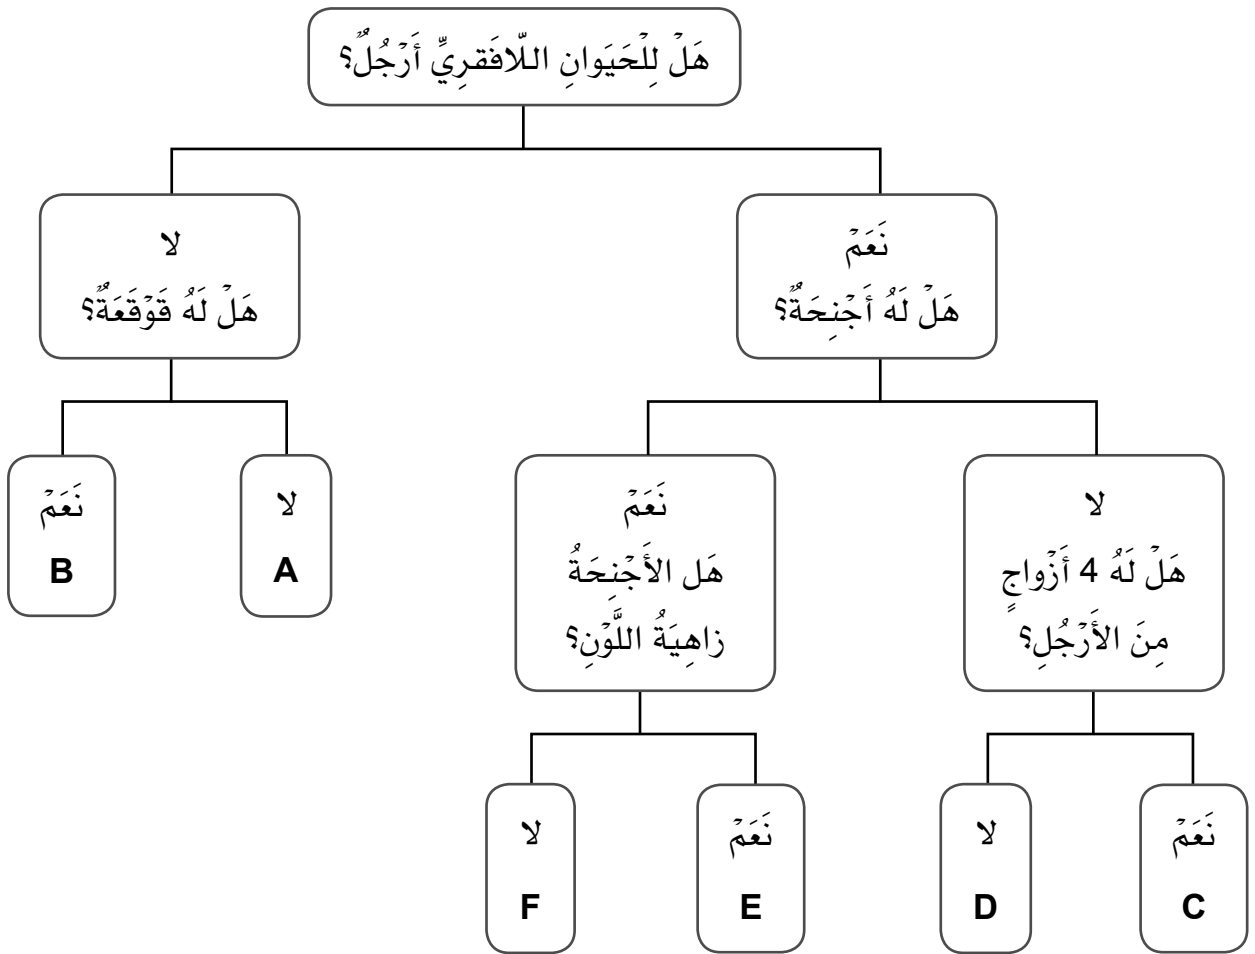 هَلْ لِلْحَيَوانِ اللّافَقرِيِّ أَرْجُلٌ؟
نَعَمْ
هَلْ لَهُ أَجْنِحَةٌ؟
لا
هَلْ لَهُ قَوْقَعَةٌ؟
لا
هَلْ لَهُ 4 أَزْواجٍ
مِنَ الأَرْجُلِ؟
نَعَمْ
هَل الأَجْنِحَةُ
زاهِيَةُ اللَّوْنِ؟
لا
A
نَعَمْ
B
نَعَمْ
C
لا
D
نَعَمْ
E
لا
F